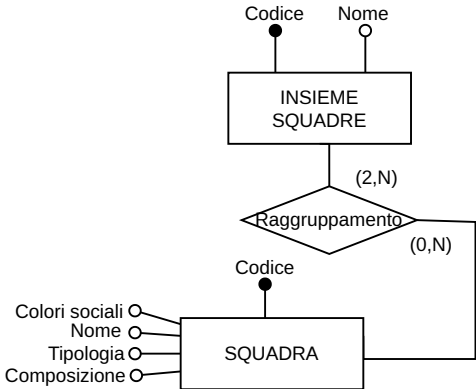 Codice
Nome
INSIEME
SQUADRE
(2,N)
Raggruppamento
(0,N)
Codice
Colori sociali
Nome
Tipologia
Composizione
SQUADRA